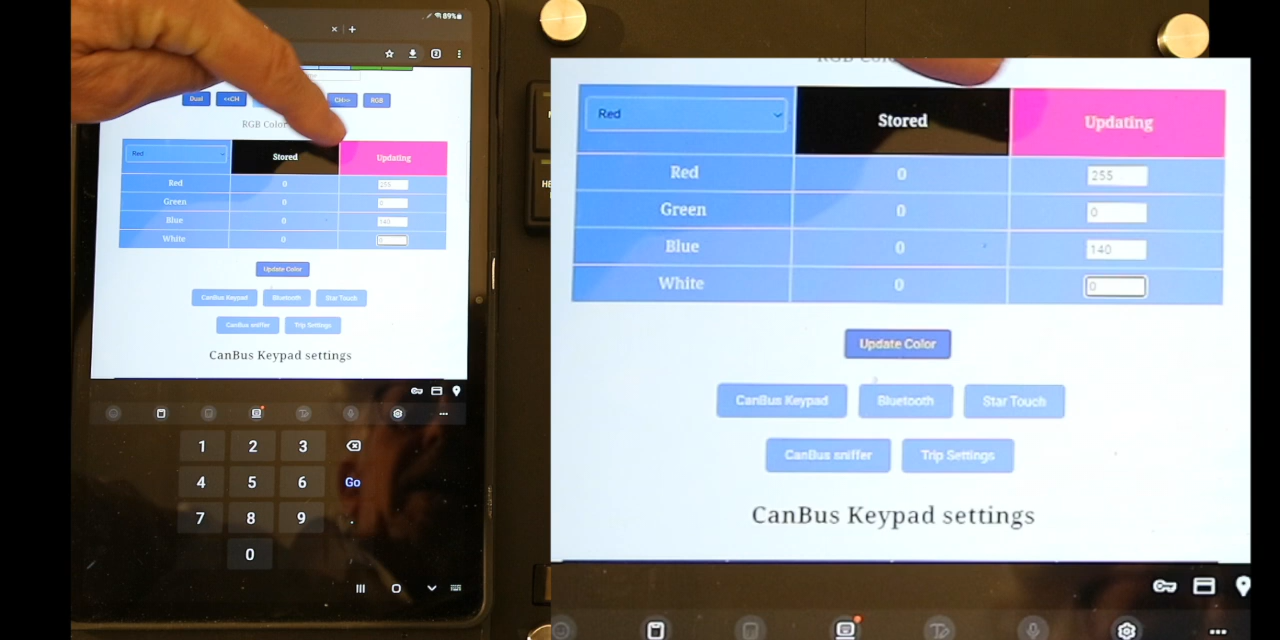 89%
Dual <<CH CH>> RGB
RGB Color
Red Stored Updating
Red 0 255
Green 0 0
Blue 0 140
White 0 0
Update Color
CanBus Keypad Bluetooth Star Touch
CanBus sniffer Trip Settings
CanBus Keypad settings
1 2 3
4 5 6 Go
7 8 9 .
0
RGB Colo
Red Stored Updating
Red 0 255
Green 0 0
Blue 0 140
White 0 0
Update Color
CanBus Keypad Bluetooth Star Touch
CanBus sniffer Trip Settings
CanBus Keypad settings